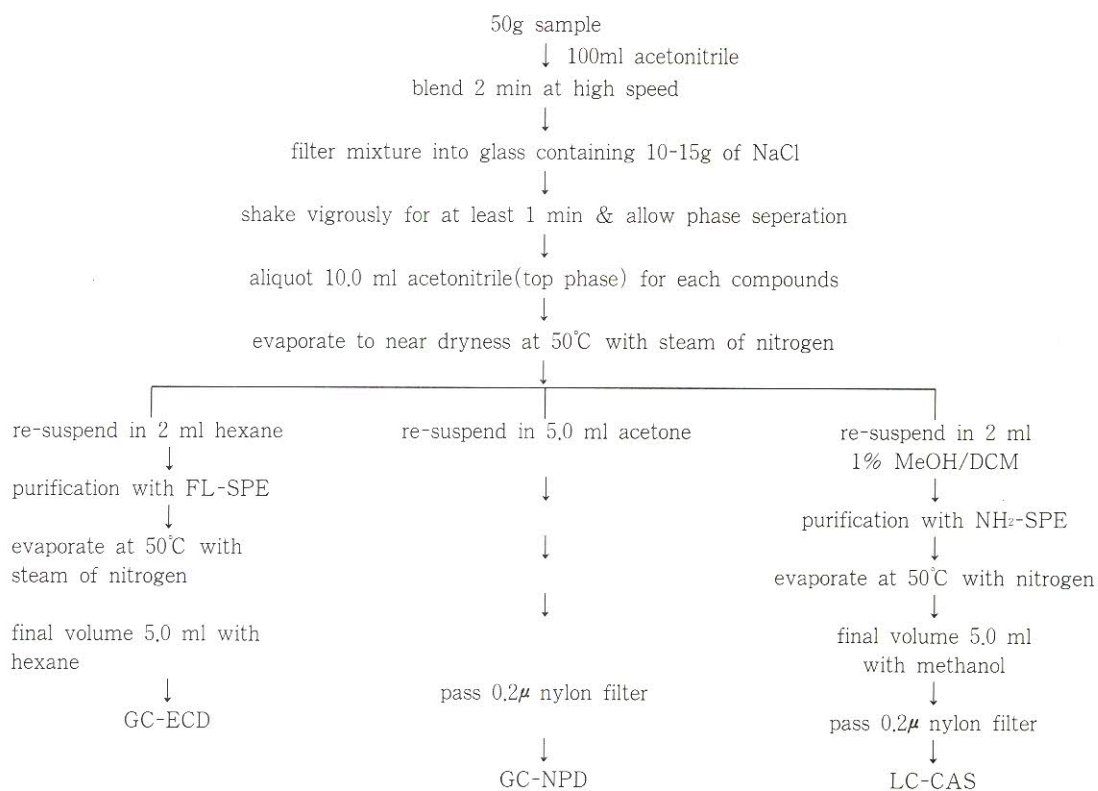 50g sample
100ml acetonitrile
blend 2 min at high speed
filter mixture into glass containing 10-15g of NaCl
shake vigrously for at least 1 min & allow phase seperation
aliquot 10.0 ml acetonitrile(top phase) for each compounds
evaporate to near dryness at 50℃ with steam of nitrogen
re-suspend in 2 ml hexane
purification with FL-SPE
evaporate at 50℃ with
steam of nitrogen
final volume 5.0 ml with
hexane
GC-ECD
re-suspend in 5.0 ml acetone
pass 0.2μ nylon filter
GC-NPD
re-suspend in 2 ml
1% MeOH/DCM
purification with NH₂-SPE
evaporate at 50℃ with nitrogen
final volume 5.0 ml
with methanol
pass 0.2μ nylon filter
LC-CAS